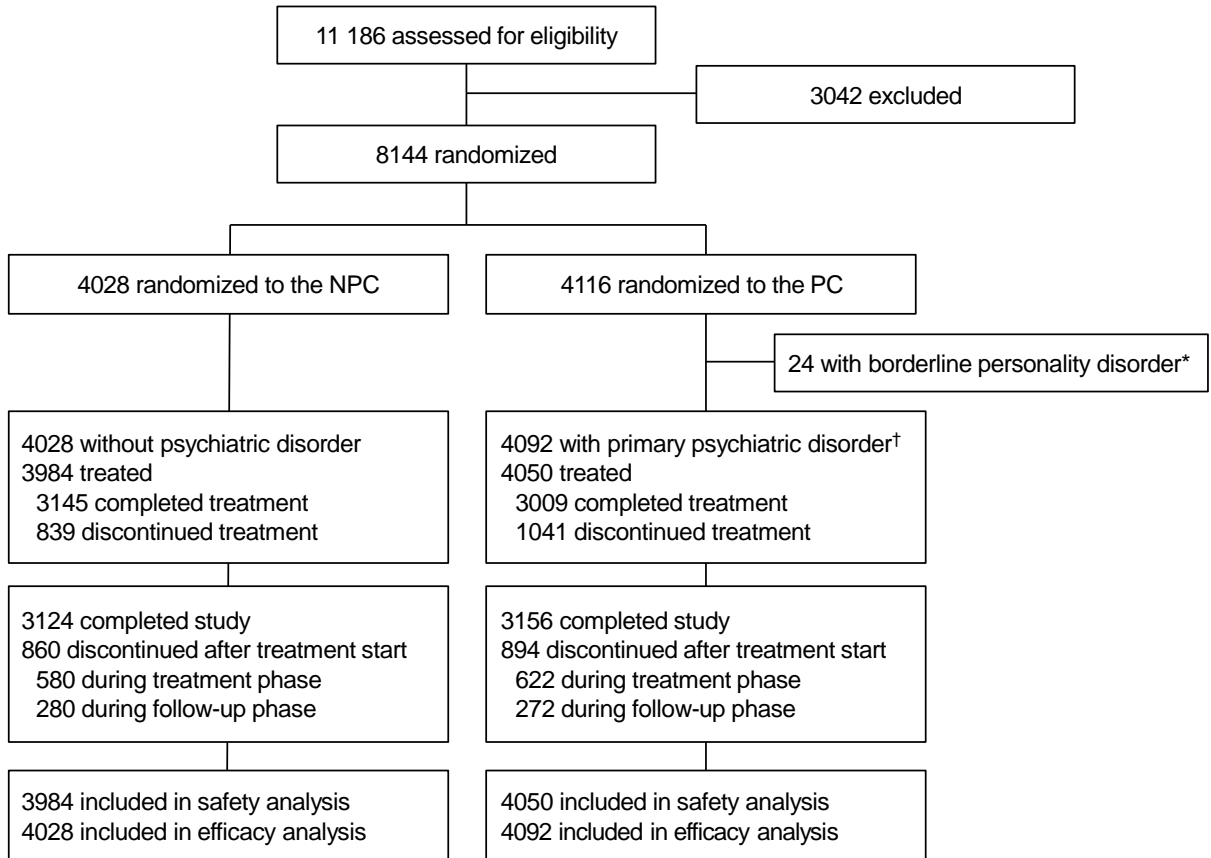 11 186 assessed for eligibility
3042 excluded
8144 randomized
4028 randomized to the NPC
4116 randomized to the PC
24 with borderline personality disorder*
4028 without psychiatric disorder
3984 treated
3145 completed treatment
839 discontinued treatment
4092 with primary psychiatric disorder†
4050 treated
3009 completed treatment
1041 discontinued treatment
3124 completed study
860 discontinued after treatment start
580 during treatment phase
280 during follow-up phase
3156 completed study
894 discontinued after treatment start
622 during treatment phase
272 during follow-up phase
3984 included in safety analysis
4028 included in efficacy analysis
4050 included in safety analysis
4092 included in efficacy analysis